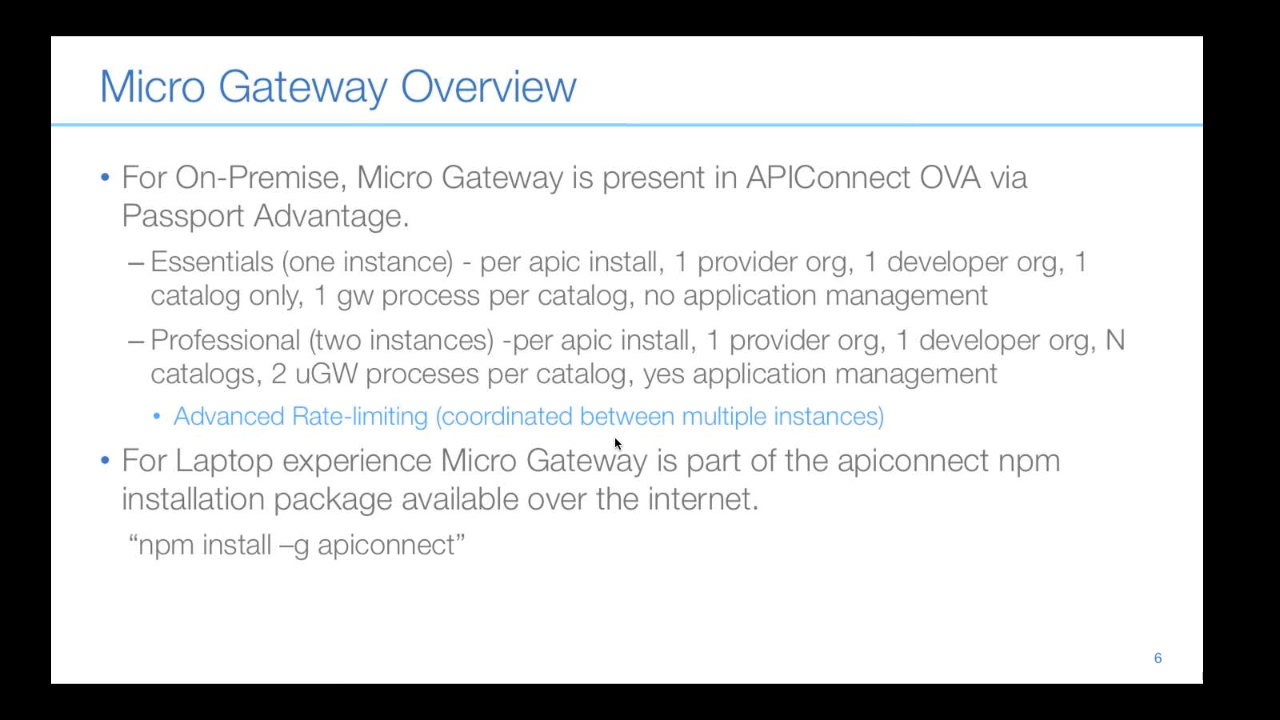 Micro Gateway Overview
• For On-Premise, Micro Gateway is present in APIConnect OVA via
Passport Advantage.
– Essentials (one instance) - per apic install, 1 provider org, 1 developer org, 1
catalog only, 1 gw process per catalog, no application management
– Professional (two instances) -per apic install, 1 provider org, 1 developer org, N
catalogs, 2 uGW proceses per catalog, yes application management
• Advanced Rate-limiting (coordinated between multiple instances)
• For Laptop experience Micro Gateway is part of the apiconnect npm
installation package available over the internet.
“npm install –g apiconnect”
6